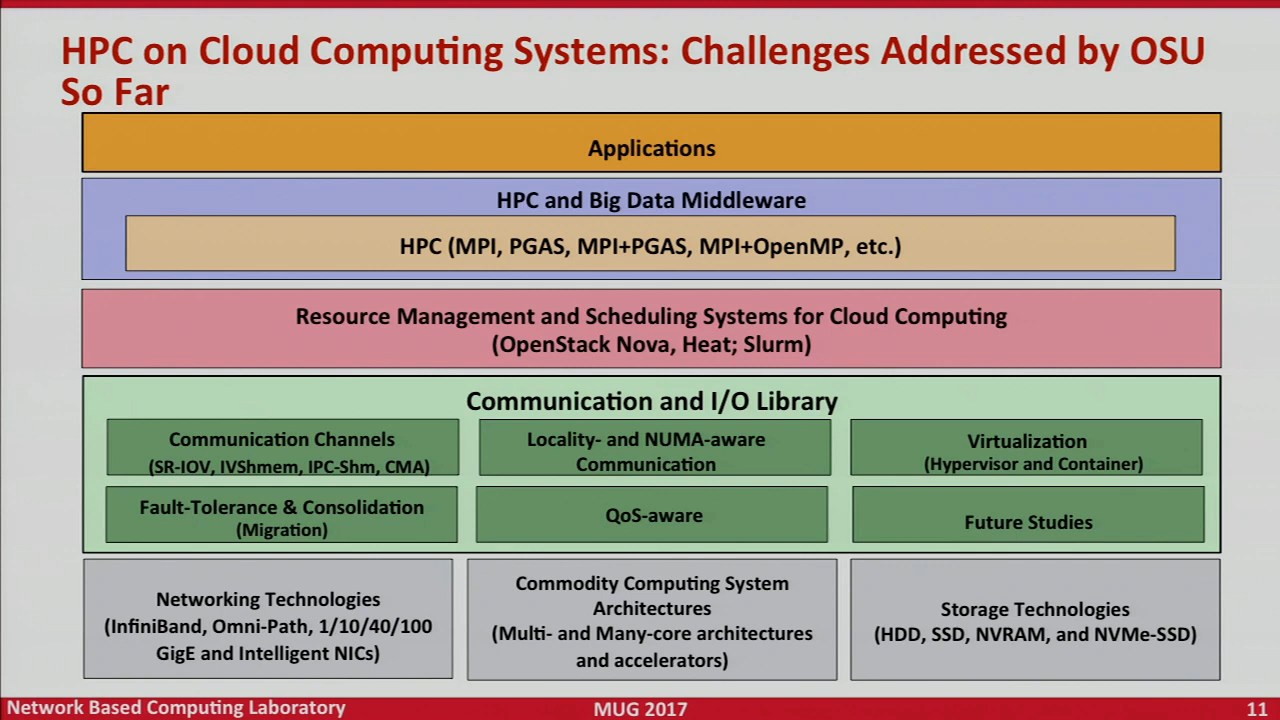 HPC on Cloud Computing Systems: Challenges Addressed by OSU
So Far
Applications
HPC and Big Data Middleware
HPC (MPI, PGAS, MPI+PGAS, MPI+OpenMP, etc.)
Resource Management and Scheduling Systems for Cloud Computing
(OpenStack Nova, Heat; Slurm)
Communication and I/O Library
Communication Channels
(SR-IOV, IVShmem, IPC-Shm, CMA)
Locality- and NUMA-aware
Communication
Virtualization
(Hypervisor and Container)
Fault-Tolerance & Consolidation
(Migration)
QoS-aware
Future Studies
Networking Technologies
(InfiniBand, Omni-Path, 1/10/40/100
GigE and Intelligent NICs)
Commodity Computing System
Architectures
(Multi- and Many-core architectures
and accelerators)
Storage Technologies
(HDD, SSD, NVRAM, and NVMe-SSD)
Network Based Computing Laboratory
MUG 2017
11